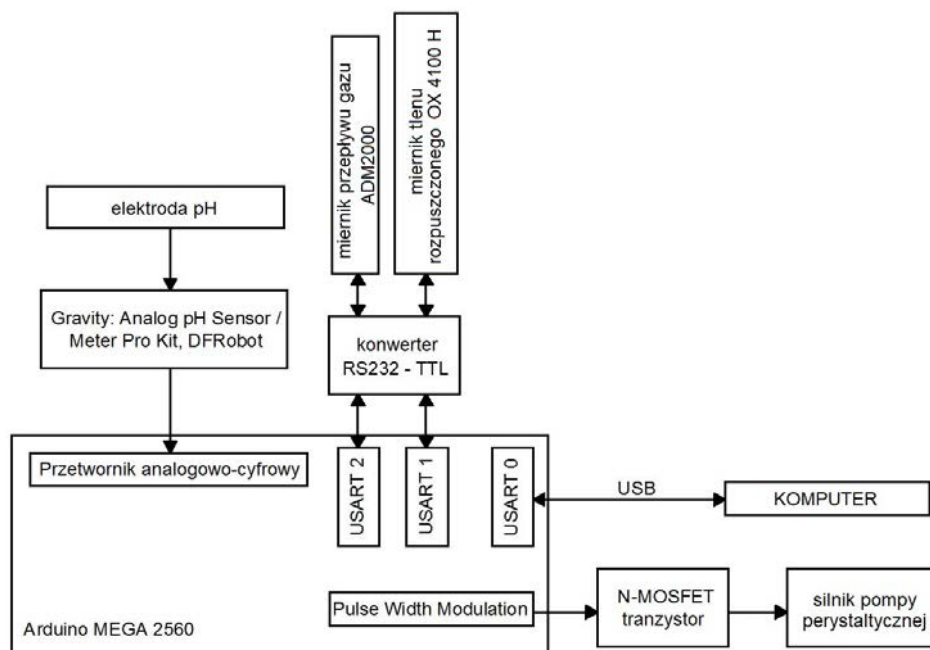 miernik przepływu gazu
ADM2000
miernik tlenu
rozpuszczonego OX 4100 H
elektroda pH
Gravity: Analog pH Sensor /
Meter Pro Kit, DFRobot
konwerter
RS232 - TTL
Przetwornik analogowo-cyfrowy
USART 2
USART 1
USART 0
USB
KOMPUTER
Pulse Width Modulation
N-MOSFET
tranzystor
silnik pompy
perystaltycznej
Arduino MEGA 2560